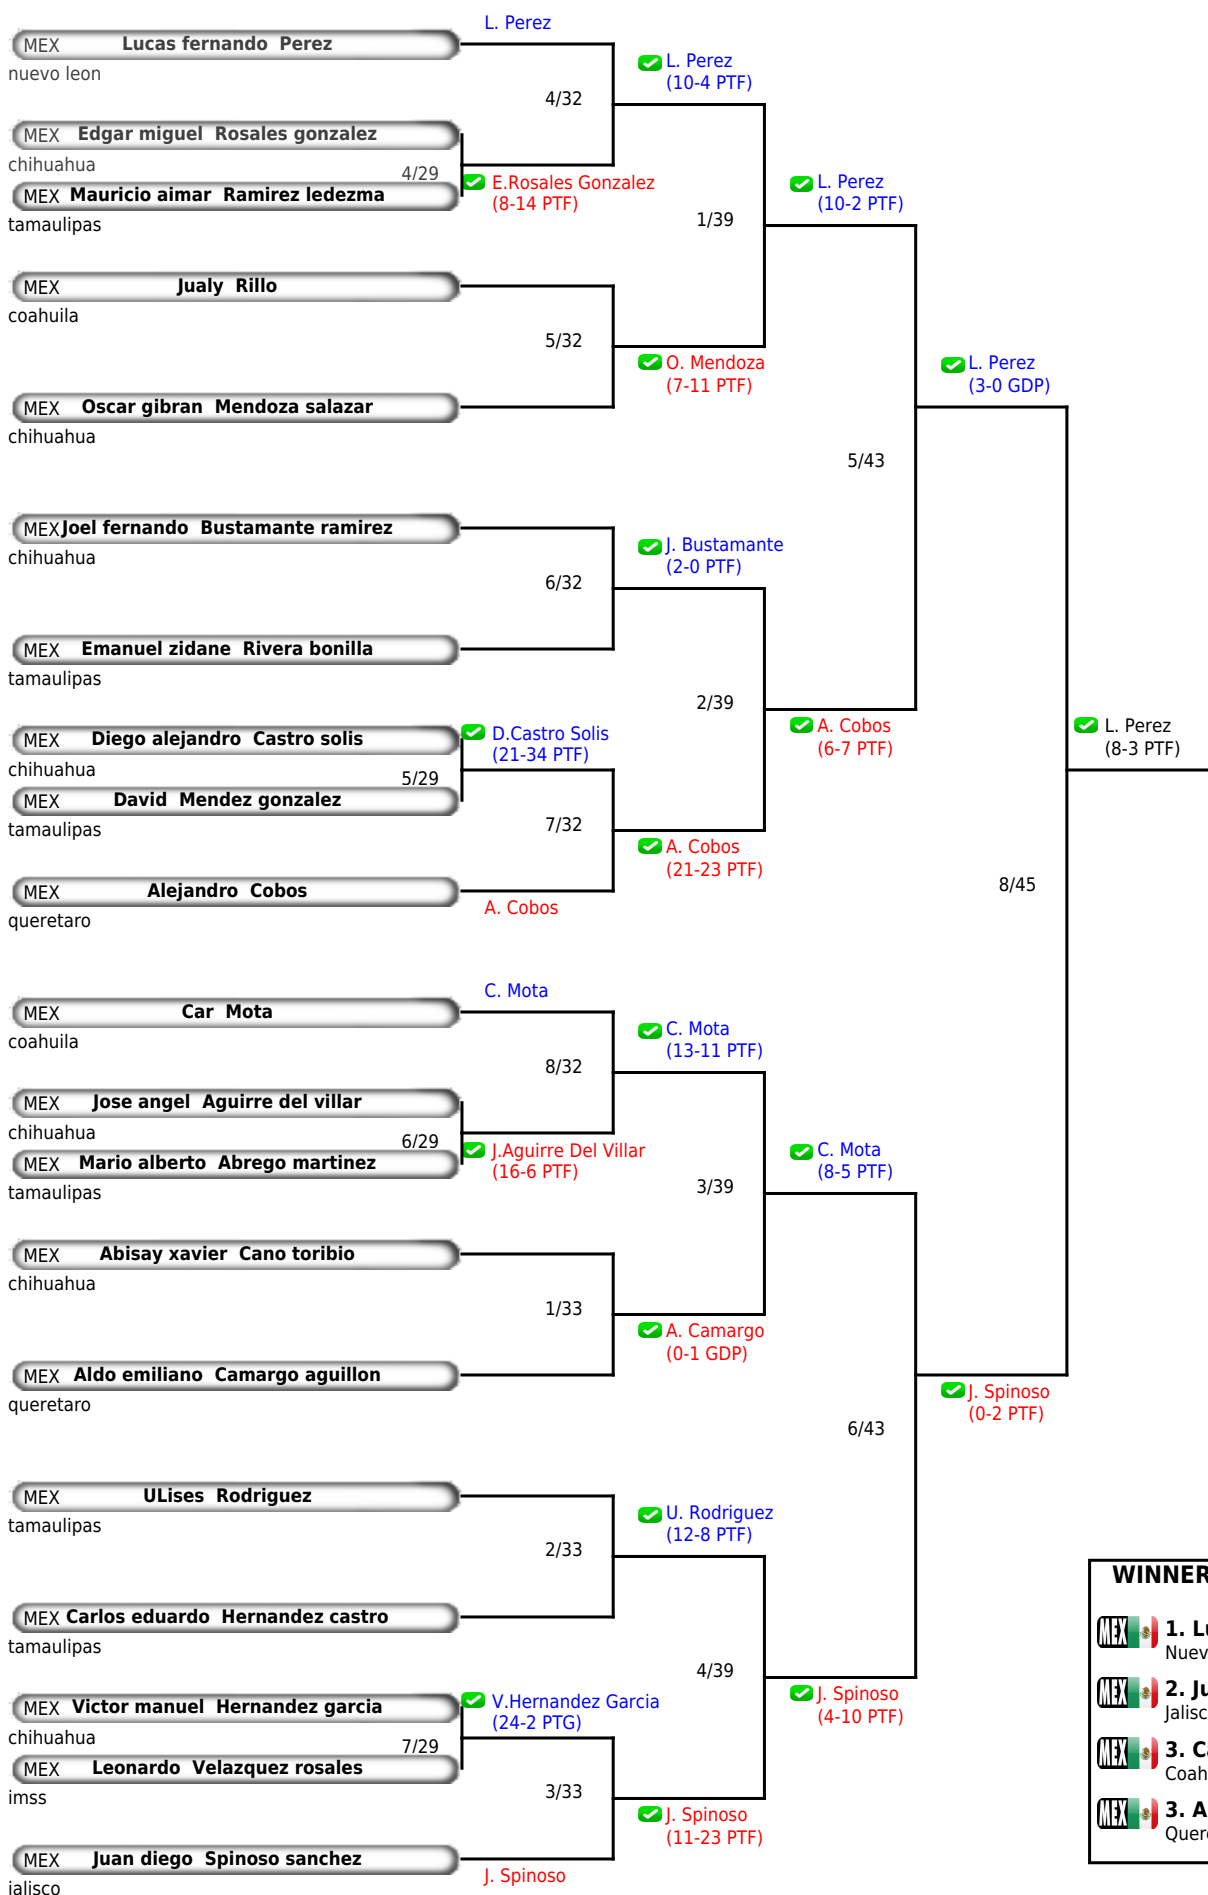 L. Perez
MEX Lucas fernando Perez
nuevo leon
L. Perez
(10-4 PTF)
4/32
MEX Edgar miguel Rosales gonzalez
chihuahua
4/29
MEX Mauricio aimar Ramirez ledezma
tamaulipas
E.Rosales Gonzalez
(8-14 PTF)
L. Perez
(10-2 PTF)
1/39
MEX Jualy Rillo
coahuila
5/32
O. Mendoza
(7-11 PTF)
L. Perez
(3-0 GDP)
MEX Oscar gibran Mendoza salazar
chihuahua
5/43
MEX Joel fernando Bustamante ramirez
chihuahua
J. Bustamante
(2-0 PTF)
6/32
MEX Emanuel zidane Rivera bonilla
tamaulipas
2/39
MEX Diego alejandro Castro solis
chihuahua
D.Castro Solis
(21-34 PTF)
A. Cobos
(6-7 PTF)
L. Perez
(8-3 PTF)
5/29
MEX David Mendez gonzalez
tamaulipas
7/32
A. Cobos
(21-23 PTF)
MEX Alejandro Cobos
queretaro
A. Cobos
8/45
C. Mota
MEX Car Mota
coahuila
C. Mota
(13-11 PTF)
8/32
MEX Jose angel Aguirre del villar
chihuahua
6/29
MEX Mario alberto Abrego martinez
tamaulipas
J.Aguirre Del Villar
(16-6 PTF)
C. Mota
(8-5 PTF)
3/39
MEX Abisay xavier Cano toribio
chihuahua
1/33
A. Camargo
(0-1 GDP)
MEX Aldo emiliano Camargo aguillon
queretaro
J. Spinoso
(0-2 PTF)
6/43
MEX ULises Rodriguez
tamaulipas
U. Rodriguez
(12-8 PTF)
2/33
MEX Carlos eduardo Hernandez castro
tamaulipas
4/39
MEX Victor manuel Hernandez garcia
chihuahua
V.Hernandez Garcia
(24-2 PTG)
J. Spinoso
(4-10 PTF)
7/29
MEX Leonardo Velazquez rosales
imss
3/33
J. Spinoso
(11-23 PTF)
MEX Juan diego Spinoso sanchez
jalisco
J. Spinoso
WINNER
MEX 1. Lu
Nuev
MEX 2. Ju
Jalisc
MEX 3. Ca
Coah
MEX 3. A
Quer